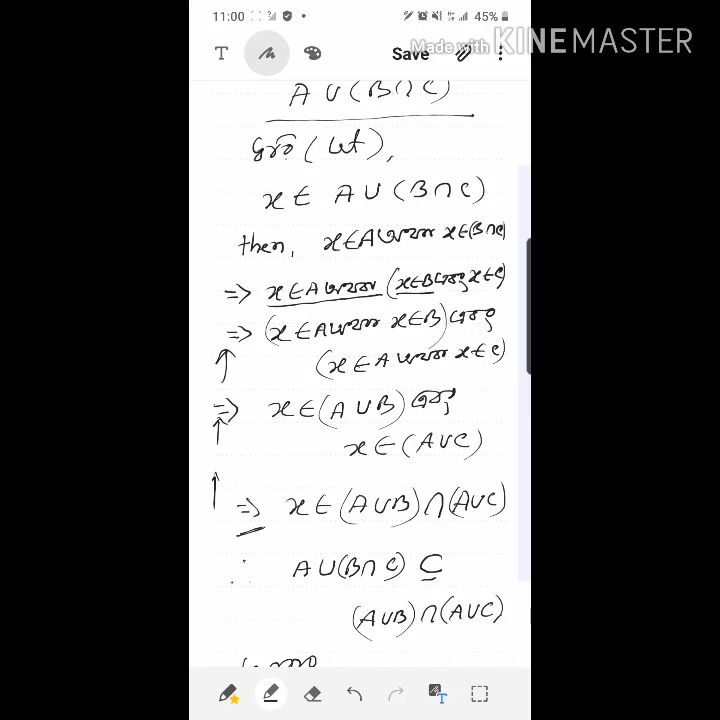 11:00
45%
Made with KINEMASTER
T
Save
A ∪ (B ∩ C)
ধরি (let),
x ∈ A ∪ (B ∩ C)
then, x∈A অথবা x∈(B∩C)
=> x∈A অথবা (x∈B এবং x∈C)
=> (x∈A অথবা x∈B) এবং
(x∈A অথবা x∈C)
=> x∈(A∪B) এবং
x∈(A∪C)
=> x∈(A∪B)∩(A∪C)
∴ A∪(B∩C) ⊆
(A∪B)∩(A∪C)